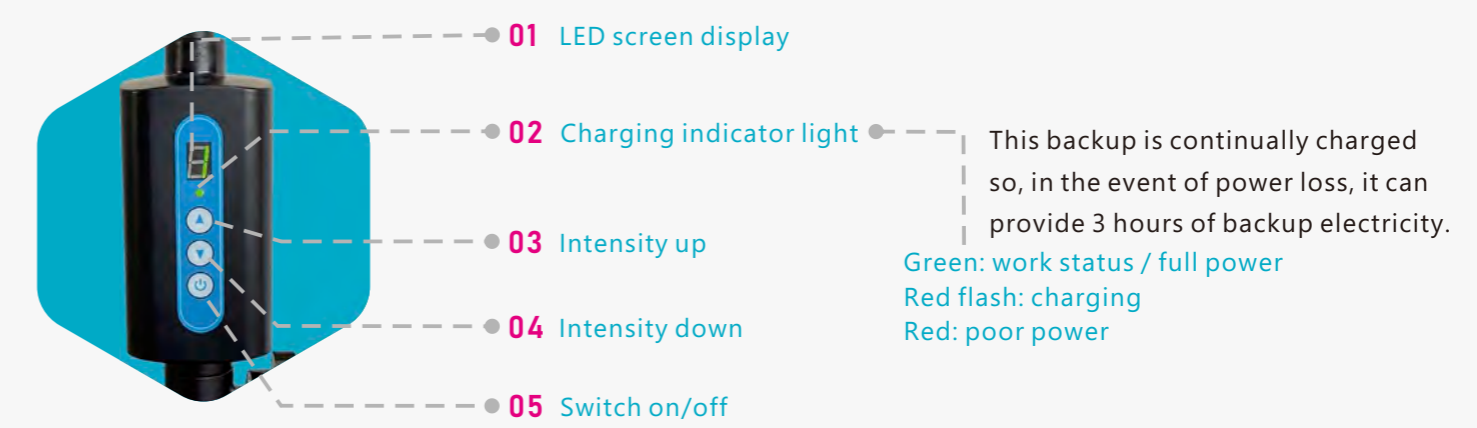 01 LED screen display
02 Charging indicator light
This backup is continually charged
so, in the event of power loss, it can
provide 3 hours of backup electricity.
Green: work status / full power
Red flash: charging
Red: poor power
03 Intensity up
04 Intensity down
05 Switch on/off
1